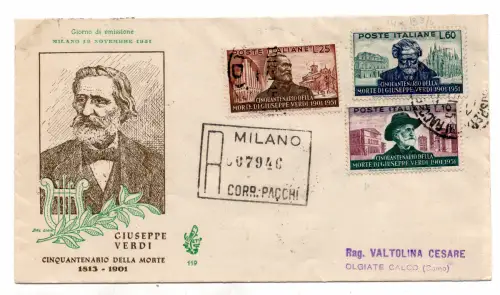 Giorno di emissione
MILANO 19 NOVEMBRE 1951
POSTE ITALIANE L.25
CINQUANTENARIO DELLA
MORTE DI GIUSEPPE VERDI 1901-1951
POSTE ITALIANE L.60
CINQUANTENARIO DELLA
MORTE DI GIUSEPPE VERDI 1901-1951
POSTE ITALIANE L.10
CINQUANTENARIO DELLA
MORTE DI GIUSEPPE VERDI 1901-1951
R
MILANO
07946
CORR. PACCHI
GIUSEPPE
VERDI
CINQUANTENARIO DELLA MORTE
1813 - 1901
119
Rag. VALTOLINA CESARE
OLGIATE CALCO (Como)